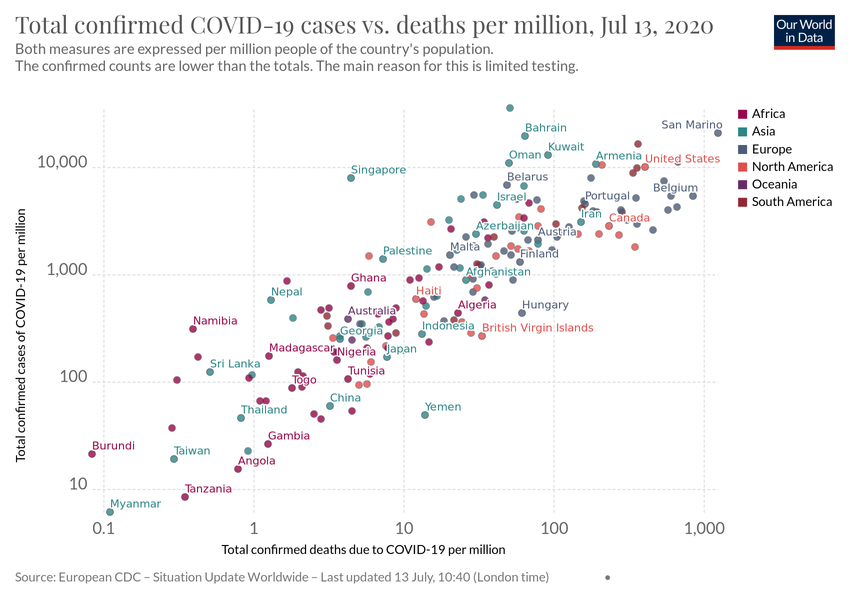 Total confirmed COVID-19 cases vs. deaths per million, Jul 13, 2020
Both measures are expressed per million people of the country's population.
The confirmed counts are lower than the totals. The main reason for this is limited testing.
Our World
in Data
Total confirmed cases of COVID-19 per million
10,000
1,000
100
10
0.1
1
10
100
1,000
Total confirmed deaths due to COVID-19 per million
San Marino
Bahrain
Kuwait
Oman
Armenia
United States
Singapore
Belarus
Belgium
Israel
Portugal
Iran
Canada
Azerbaijan
Austria
Malta
Finland
Palestine
Afghanistan
Ghana
Nepal
Haiti
Algeria
Hungary
Australia
Namibia
Georgia
Indonesia
British Virgin Islands
Madagascar
Nigeria
Japan
Sri Lanka
Togo
Tunisia
China
Yemen
Thailand
Gambia
Burundi
Taiwan
Angola
Tanzania
Myanmar
Africa
Asia
Europe
North America
Oceania
South America
Source: European CDC – Situation Update Worldwide – Last updated 13 July, 10:40 (London time)